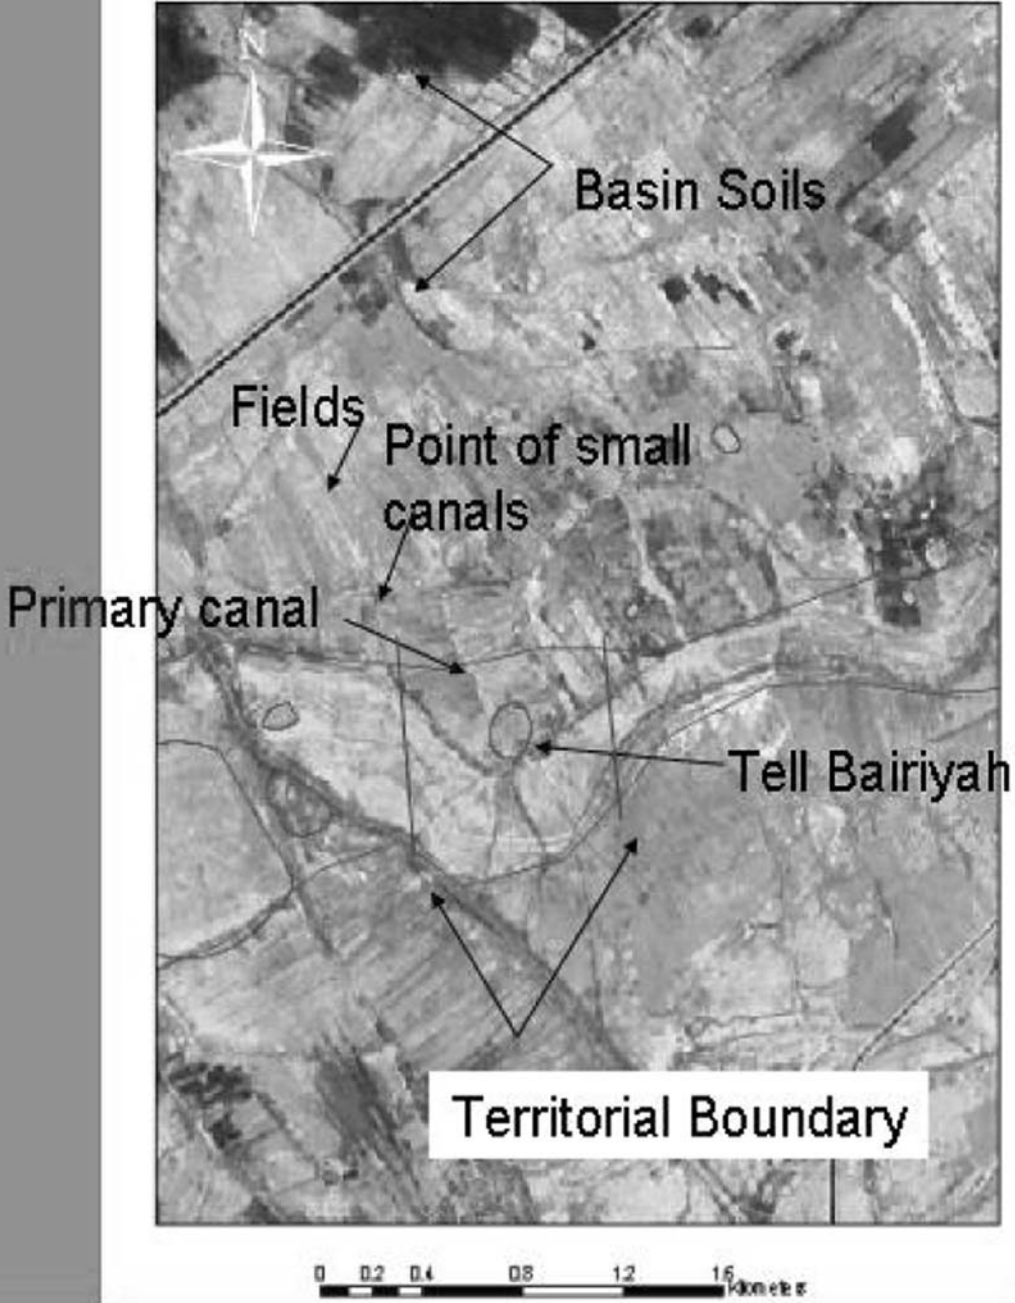 N
Basin Soils
Fields
Point of small
canals
Primary canal
Tell Bairiyah
Territorial Boundary
0 0.2 0.4 0.8 1.2 1.6
Kilometers